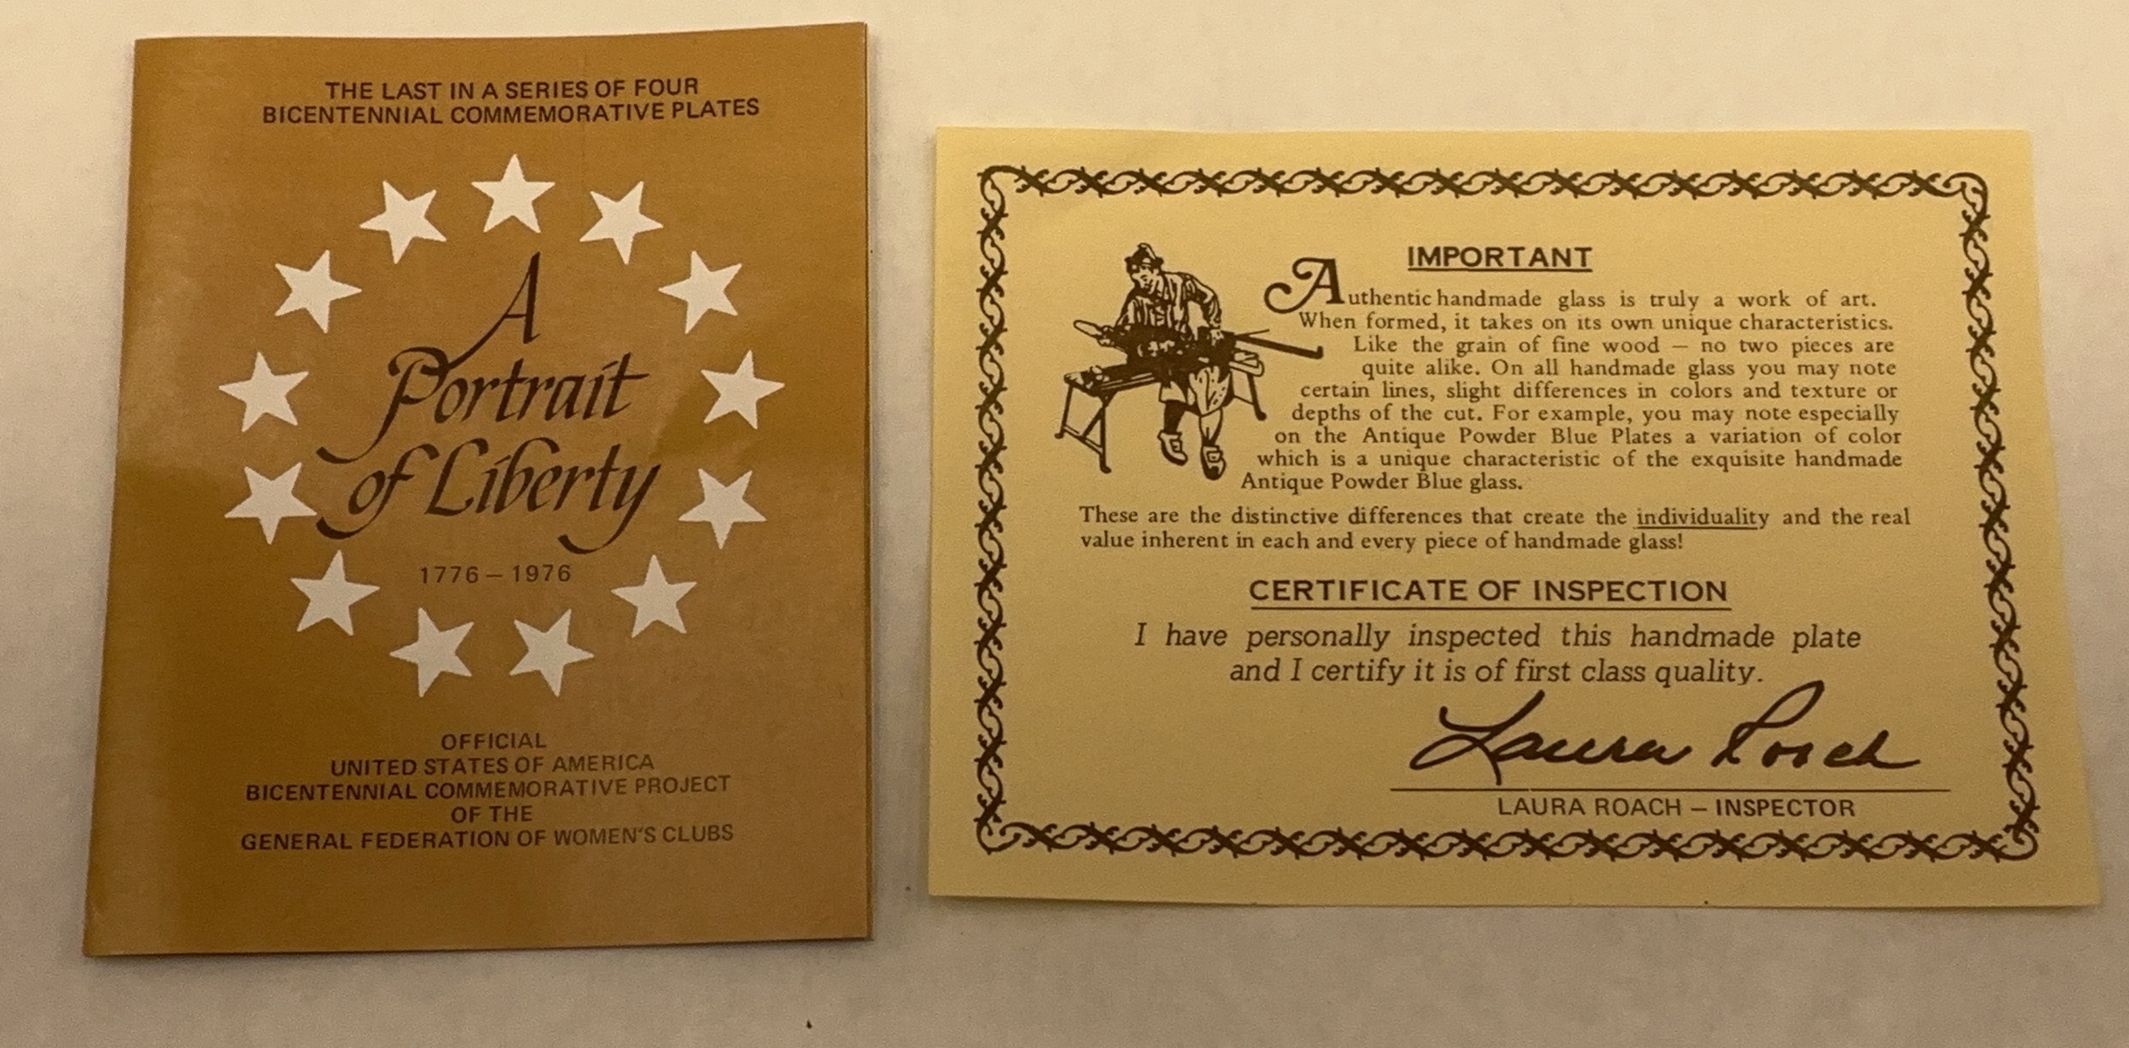 THE LAST IN A SERIES OF FOUR
BICENTENNIAL COMMEMORATIVE PLATES
A
Portrait
of Liberty
1776 – 1976
OFFICIAL
UNITED STATES OF AMERICA
BICENTENNIAL COMMEMORATIVE PROJECT
OF THE
GENERAL FEDERATION OF WOMEN'S CLUBS
IMPORTANT
Authentic handmade glass is truly a work of art.
When formed, it takes on its own unique characteristics.
Like the grain of fine wood — no two pieces are
quite alike. On all handmade glass you may note
certain lines, slight differences in colors and texture or
depths of the cut. For example, you may note especially
on the Antique Powder Blue Plates a variation of color
which is a unique characteristic of the exquisite handmade
Antique Powder Blue glass.
These are the distinctive differences that create the individuality and the real
value inherent in each and every piece of handmade glass!
CERTIFICATE OF INSPECTION
I have personally inspected this handmade plate
and I certify it is of first class quality.
Laura Roach
LAURA ROACH – INSPECTOR